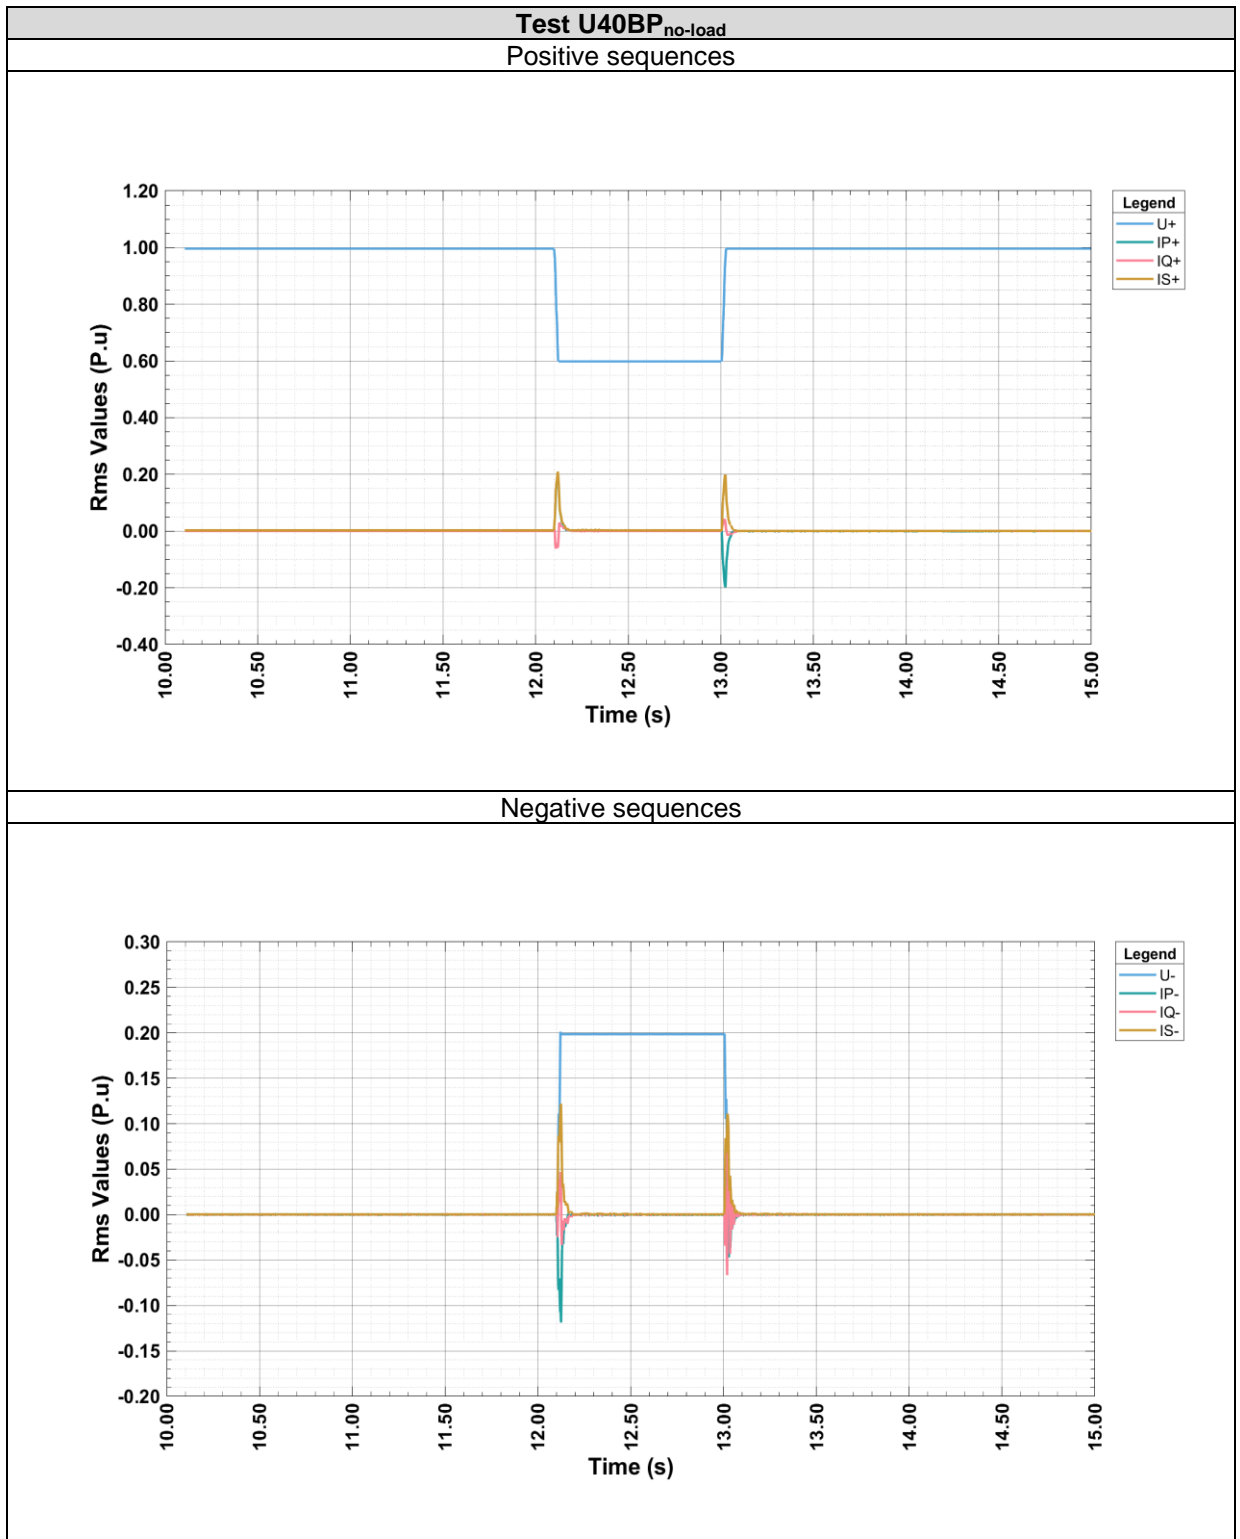 Test U40BPno-load
Positive sequences
1.20
1.00
0.80
0.60
0.40
0.20
0.00
-0.20
-0.40
Rms Values (P.u)
10.00
10.50
11.00
11.50
12.00
12.50
13.00
13.50
14.00
14.50
15.00
Time (s)
Legend
U+
IP+
IQ+
IS+
Negative sequences
0.30
0.25
0.20
0.15
0.10
0.05
0.00
-0.05
-0.10
-0.15
-0.20
Rms Values (P.u)
10.00
10.50
11.00
11.50
12.00
12.50
13.00
13.50
14.00
14.50
15.00
Time (s)
Legend
U-
IP-
IQ-
IS-